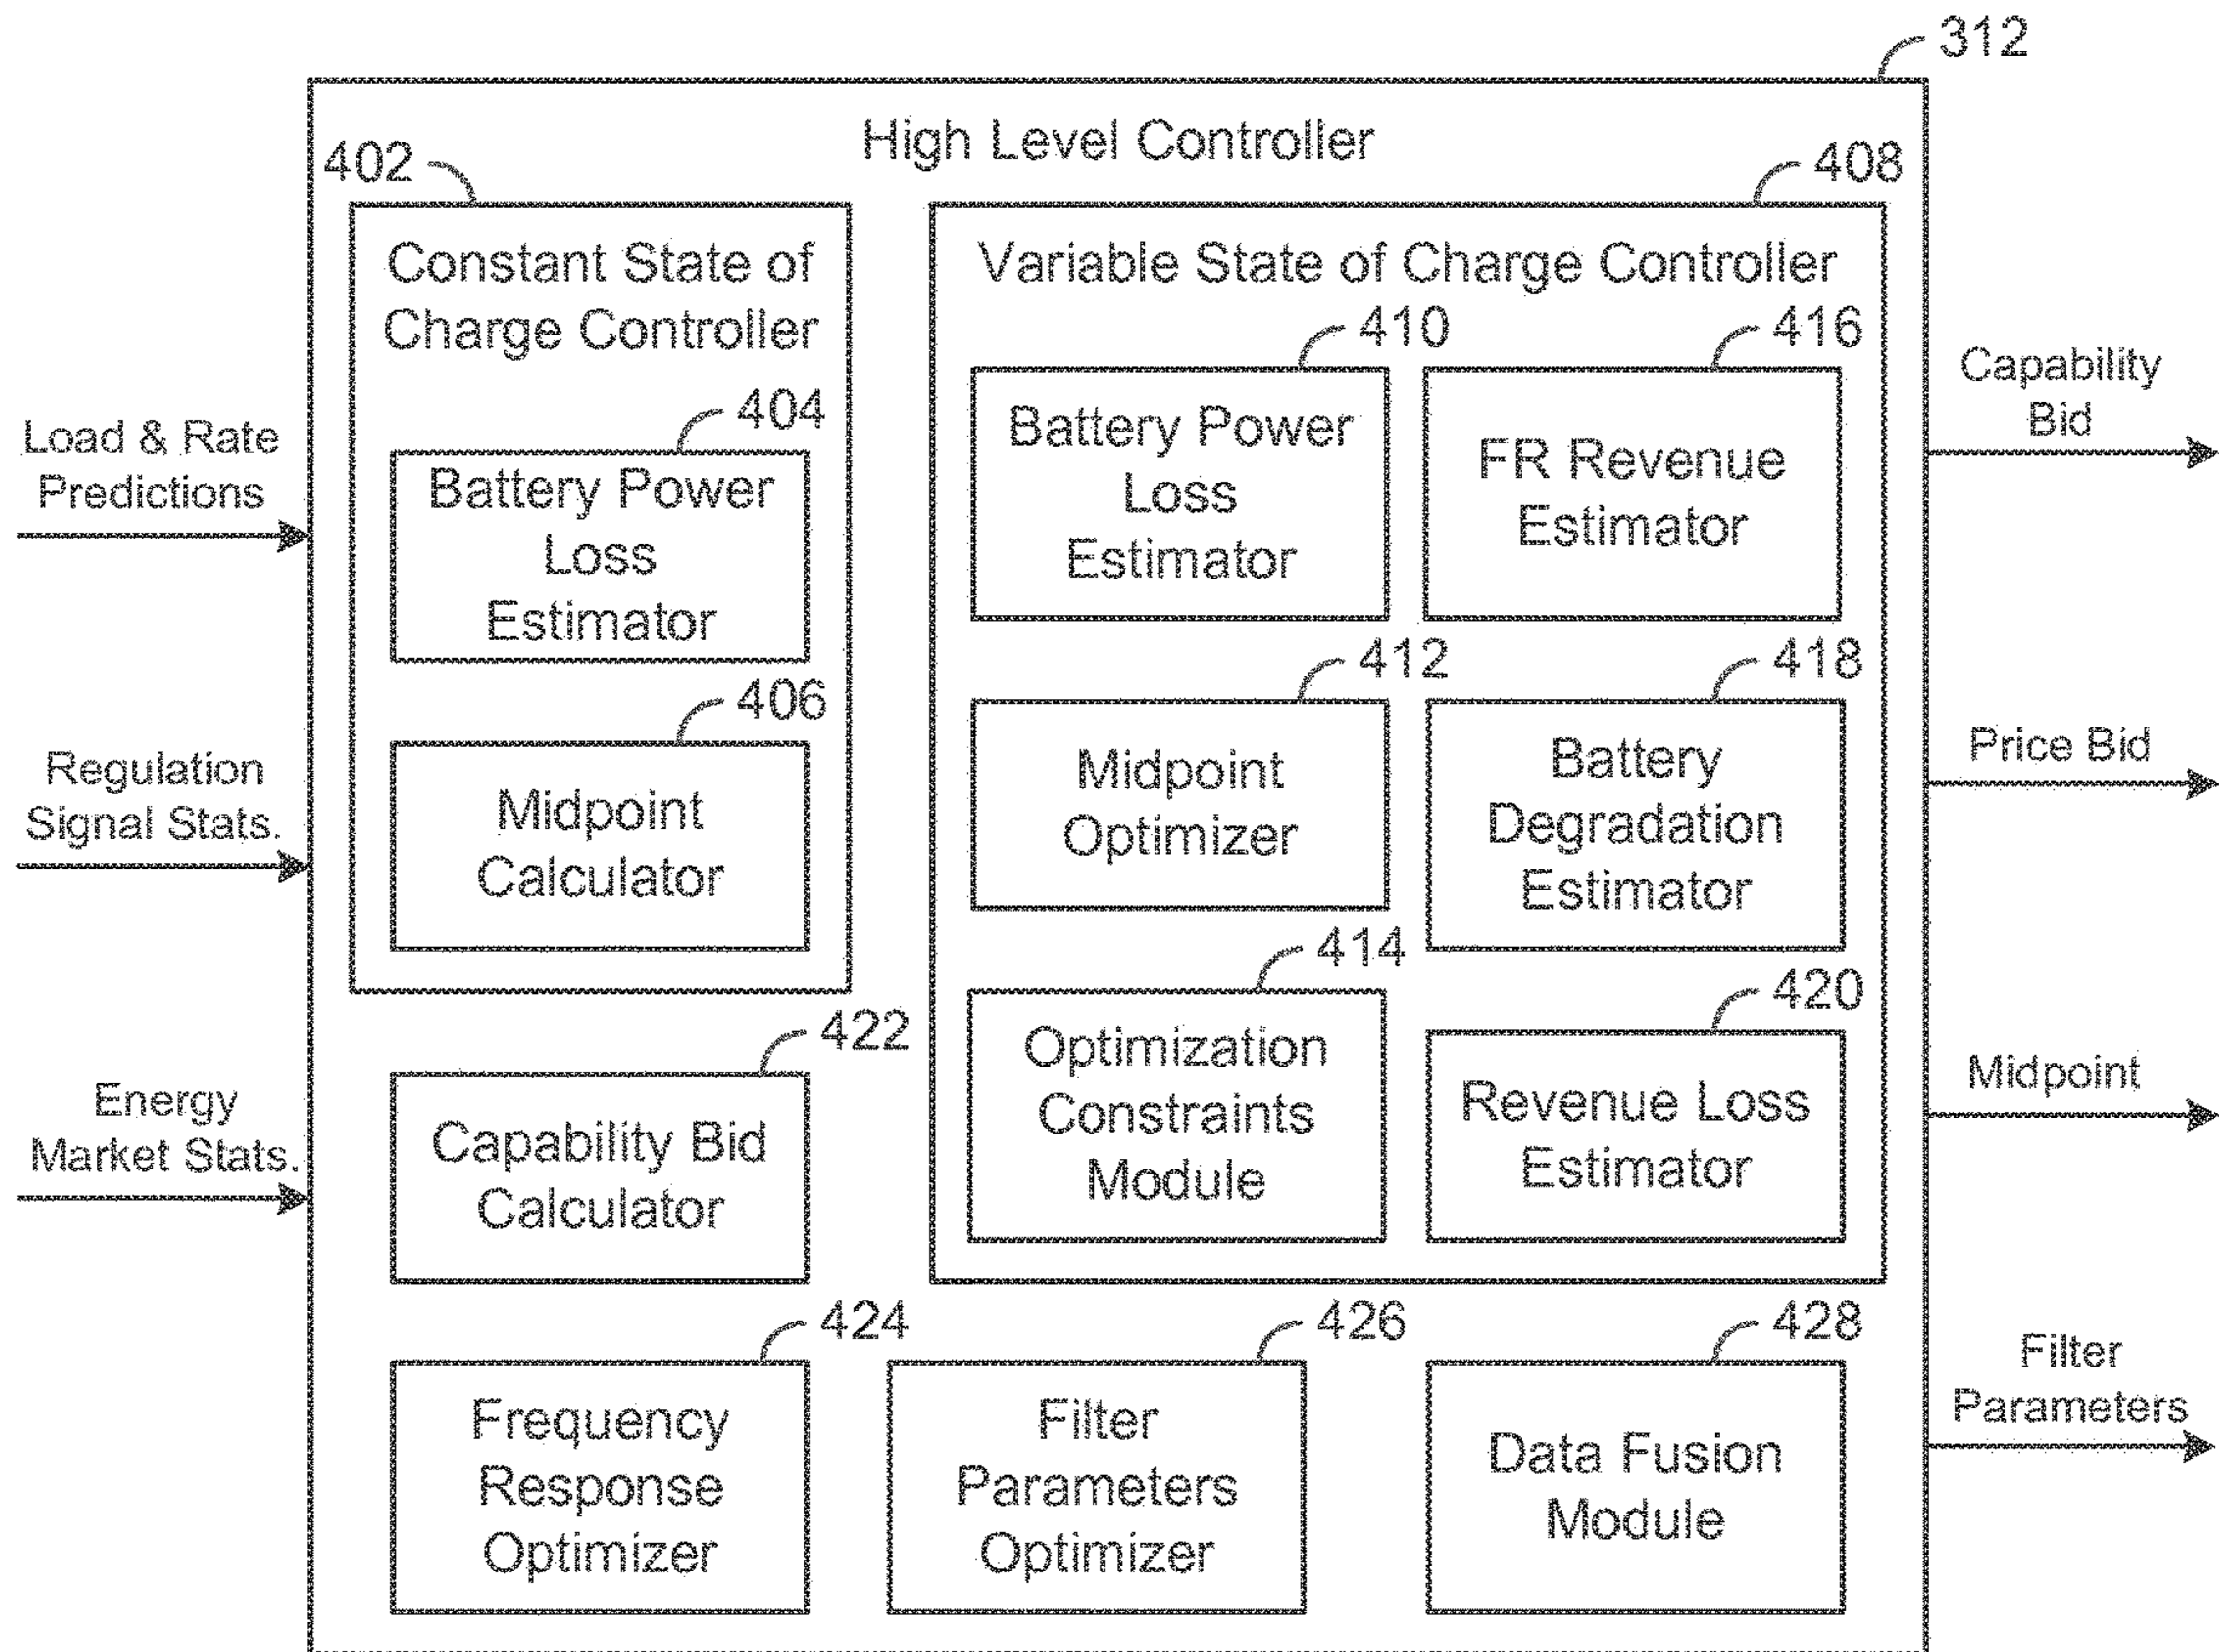 312
High Level Controller
402
408
Constant State of
Charge Controller
Variable State of Charge Controller
404
Battery Power
Loss
Estimator
406
Midpoint
Calculator
410
Battery Power
Loss
Estimator
416
FR Revenue
Estimator
412
Midpoint
Optimizer
418
Battery
Degradation
Estimator
414
Optimization
Constraints
Module
420
Revenue Loss
Estimator
422
Capability Bid
Calculator
424
Frequency
Response
Optimizer
426
Filter
Parameters
Optimizer
428
Data Fusion
Module
Load & Rate
Predictions
Regulation
Signal Stats.
Energy
Market Stats.
Capability
Bid
Price Bid
Midpoint
Filter
Parameters